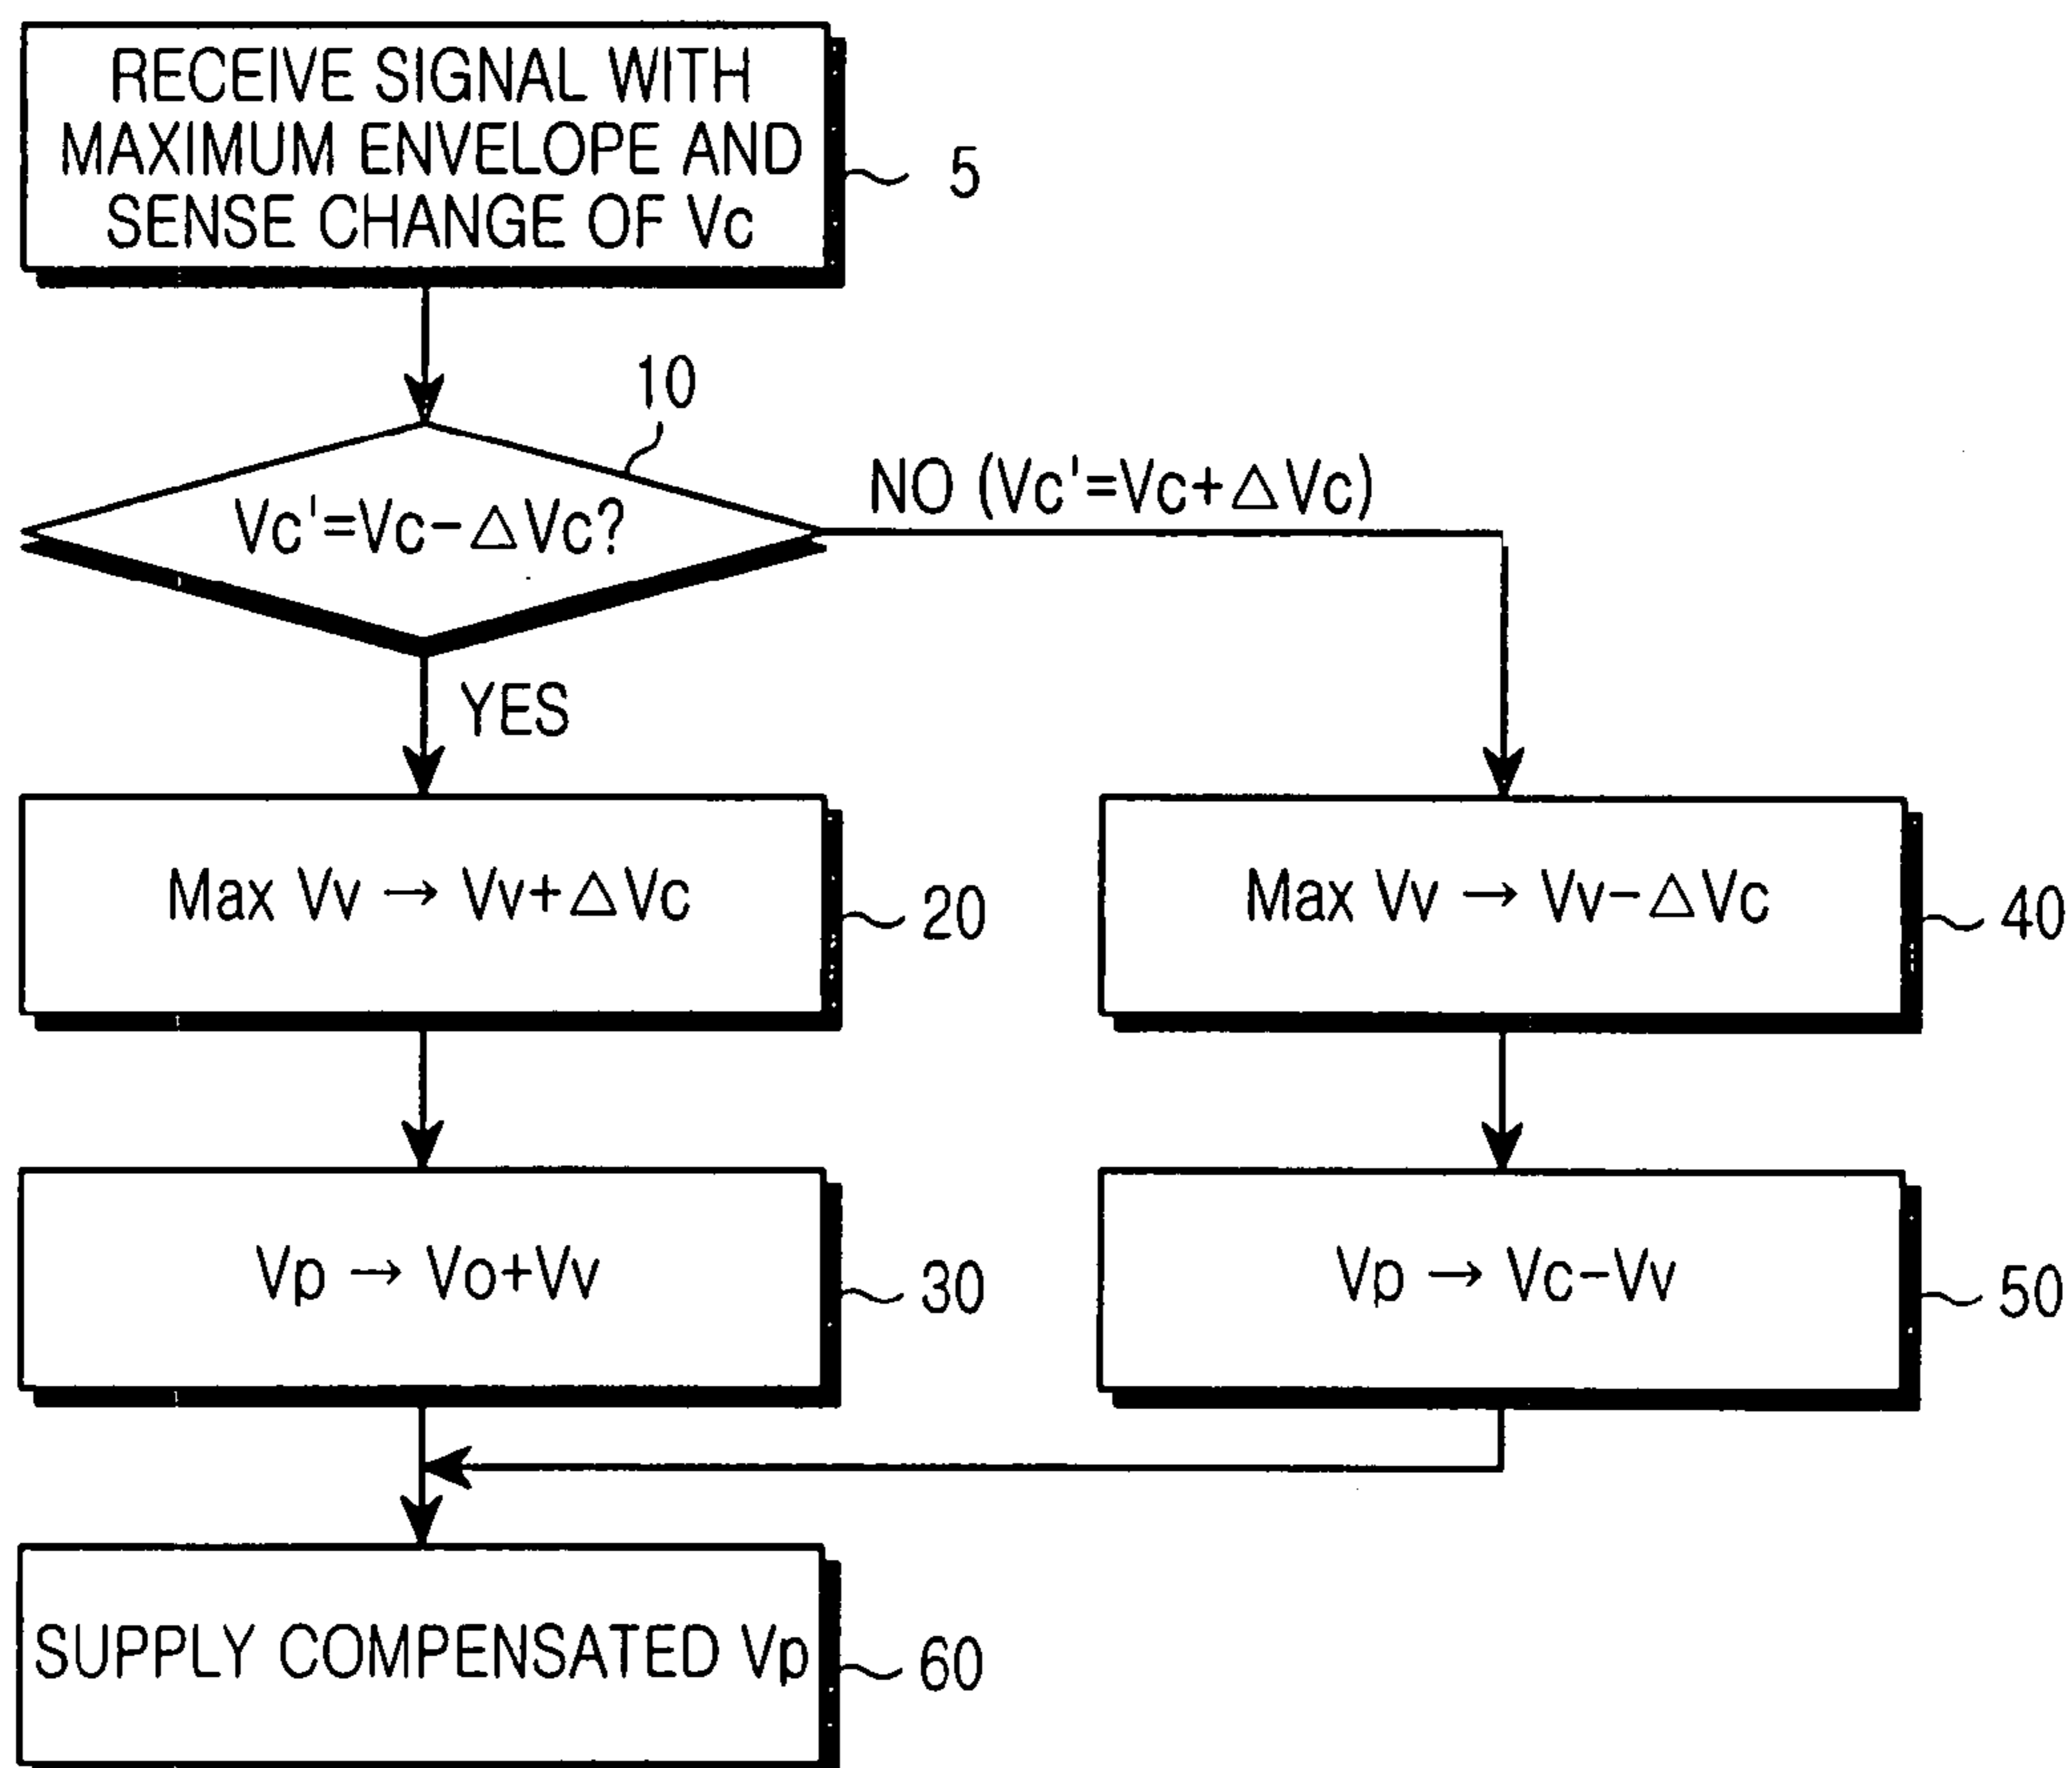 RECEIVE SIGNAL WITH
MAXIMUM ENVELOPE AND
SENSE CHANGE OF Vc
5
10
Vc'=Vc-△Vc?
NO (Vc'=Vc+△Vc)
YES
Max Vv → Vv+△Vc
20
Max Vv → Vv-△Vc
40
Vp → Vo+Vv
30
Vp → Vc-Vv
50
SUPPLY COMPENSATED Vp
60